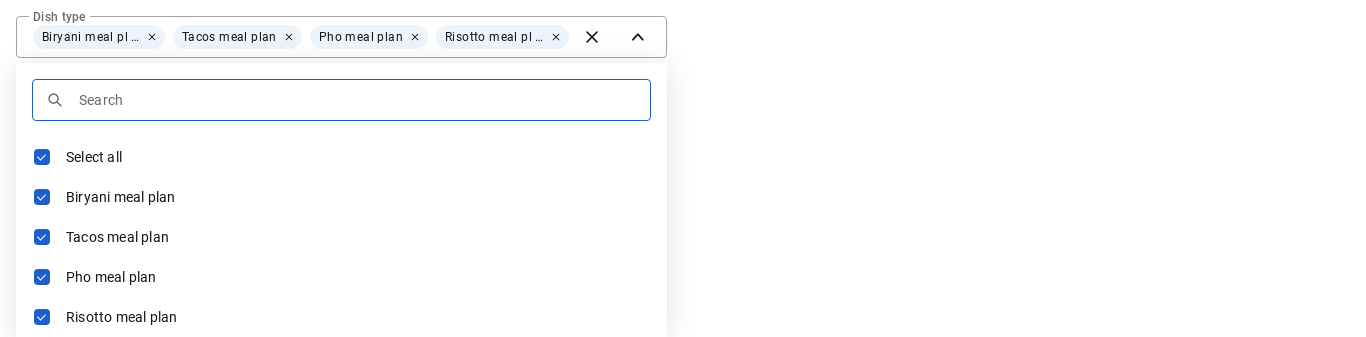 Dish type
Biryani meal pl ... Tacos meal plan Pho meal plan Risotto meal pl ...
Search
Select all
Biryani meal plan
Tacos meal plan
Pho meal plan
Risotto meal plan